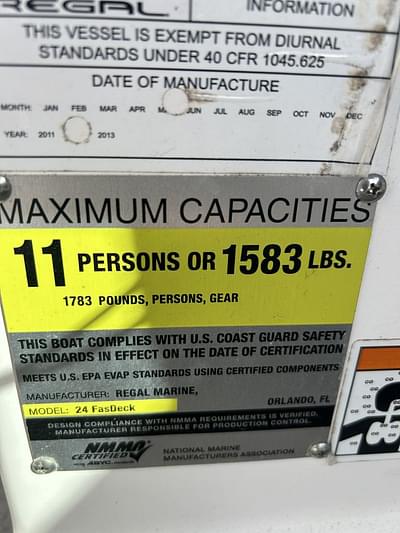 REGAL INFORMATION
THIS VESSEL IS EXEMPT FROM DIURNAL
STANDARDS UNDER 40 CFR 1045.625
DATE OF MANUFACTURE
MONTH: JAN FEB MAR APR JUN JUL AUG SEP OCT NOV DEC
YEAR: 2011 2013
MAXIMUM CAPACITIES
11 PERSONS OR 1583 LBS.
1783 POUNDS, PERSONS, GEAR
THIS BOAT COMPLIES WITH U.S. COAST GUARD SAFETY
STANDARDS IN EFFECT ON THE DATE OF CERTIFICATION
MEETS U.S. EPA EVAP STANDARDS USING CERTIFIED COMPONENTS
MANUFACTURER: REGAL MARINE,
ORLANDO, FL
MODEL: 24 FasDeck
DESIGN COMPLIANCE WITH NMMA REQUIREMENTS IS VERIFIED.
MANUFACTURER RESPONSIBLE FOR PRODUCTION CONTROL.
NMMA
CERTIFIED
NATIONAL MARINE
MANUFACTURERS ASSOCIATION